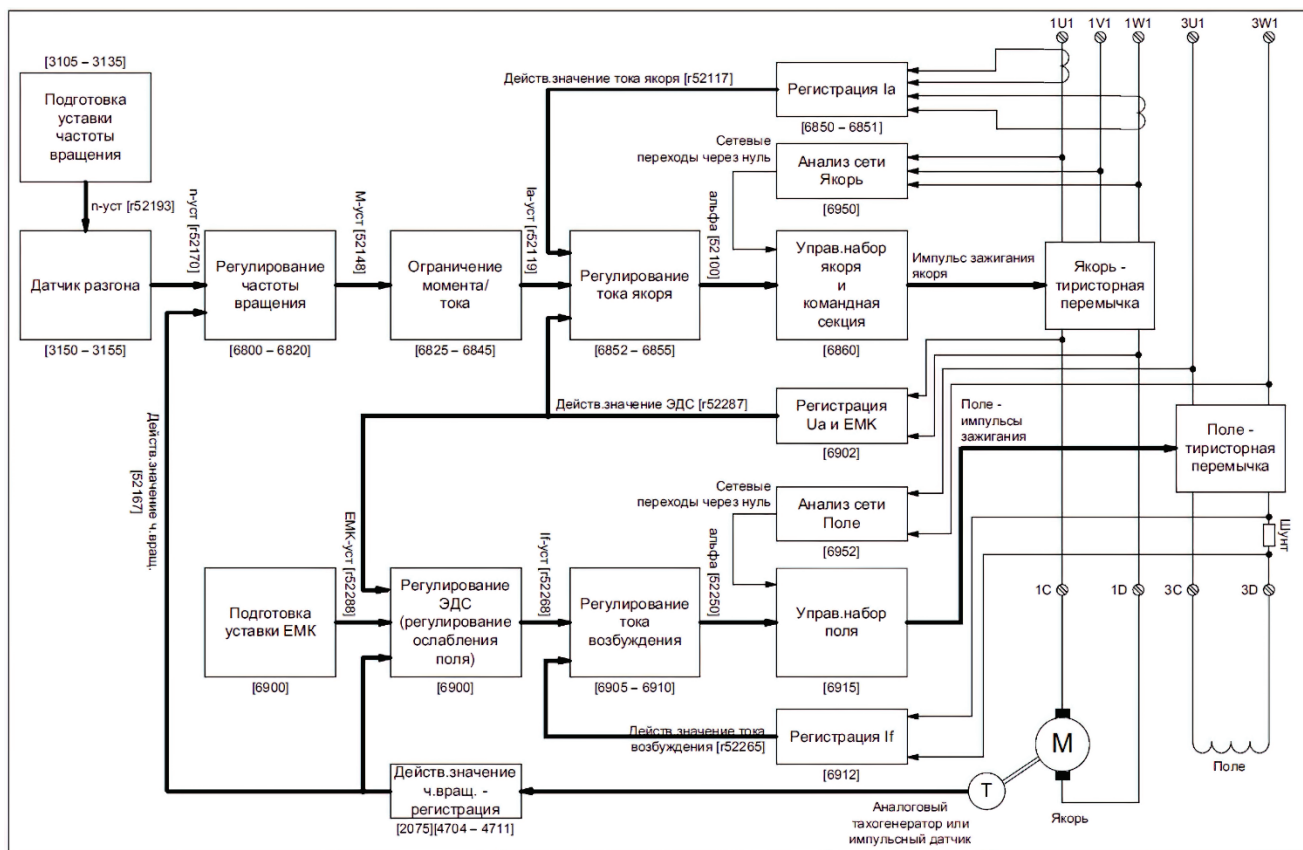 1U1
1V1
1W1
3U1
3W1
[3105 – 3135]
Подготовка
уставки
частоты
вращения
n-уст [r52193]
Датчик разгона
[3150 – 3155]
n-уст
[r52170]
Регулирование
частоты
вращения
[6800 – 6820]
М-уст
[r52148]
Ограничение
момента/
тока
[6825 – 6845]
Ia-уст
[r52119]
Действ.значение тока якоря [r52117]
Регистрация Ia
[6850 – 6851]
Сетевые
переходы через нуль
Анализ сети
Якорь
[6950]
Регулирование
тока якоря
[6852 – 6855]
альфа [52100]
Управ.набор
якоря
и
командная
секция
[6860]
Импульс зажигания
якоря
Якорь -
тиристорная
перемычка
Действ.значение ЭДС [r52287]
Регистрация
Ua и EMK
[6902]
Поле -
импульсы
зажигания
Поле -
тиристорная
перемычка
Шунт
Сетевые
переходы через нуль
Анализ сети
Поле
[6952]
Действ.значение ч.вращ.
[52167]
Подготовка
уставки ЕМК
[6900]
ЕМК-уст
[r52288]
Регулирование
ЭДС
(регулирование
ослабления
поля)
[6900]
If-уст
[r52268]
Регулирование
тока
возбуждения
[6905 – 6910]
альфа [52250]
Управ.набор
поля
[6915]
1C
1D
3C
3D
Действ.значение тока
возбуждения [r52265]
Регистрация If
[6912]
М
Поле
Действ.значение
ч.вращ. -
регистрация
[2075][4704 – 4711]
Т
Аналоговый
тахогенератор или
импульсный датчик
Якорь